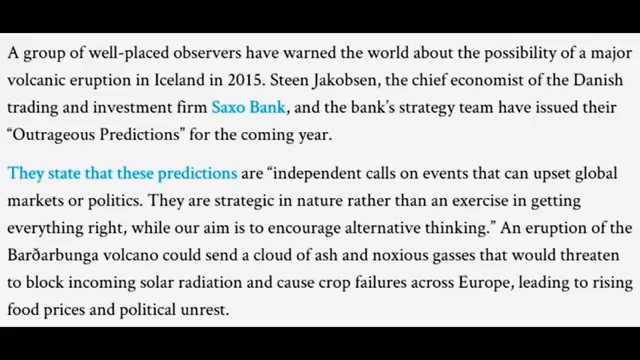 A group of well-placed observers have warned the world about the possibility of a major
volcanic eruption in Iceland in 2015. Steen Jakobsen, the chief economist of the Danish
trading and investment firm Saxo Bank, and the bank's strategy team have issued their
“Outrageous Predictions” for the coming year.
They state that these predictions are “independent calls on events that can upset global
markets or politics. They are strategic in nature rather than an exercise in getting
everything right, while our aim is to encourage alternative thinking.” An eruption of the
Barðarbunga volcano could send a cloud of ash and noxious gasses that would threaten
to block incoming solar radiation and cause crop failures across Europe, leading to rising
food prices and political unrest.